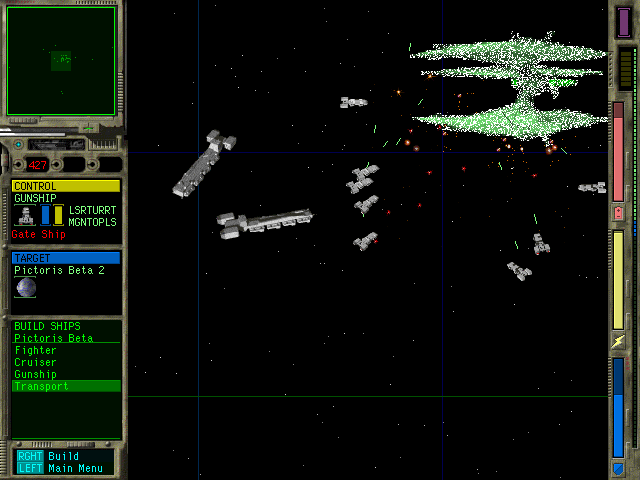 427
CONTROL
GUNSHIP
LSRTURRT
MGNTOPLS
Gata Ship
TARGET
Pictoris Beta 2
BUILD SHIPS
Pictoris Beta
Fighter
Cruiser
Gunship
Transport
RGHT Build
LEFT Main Menu